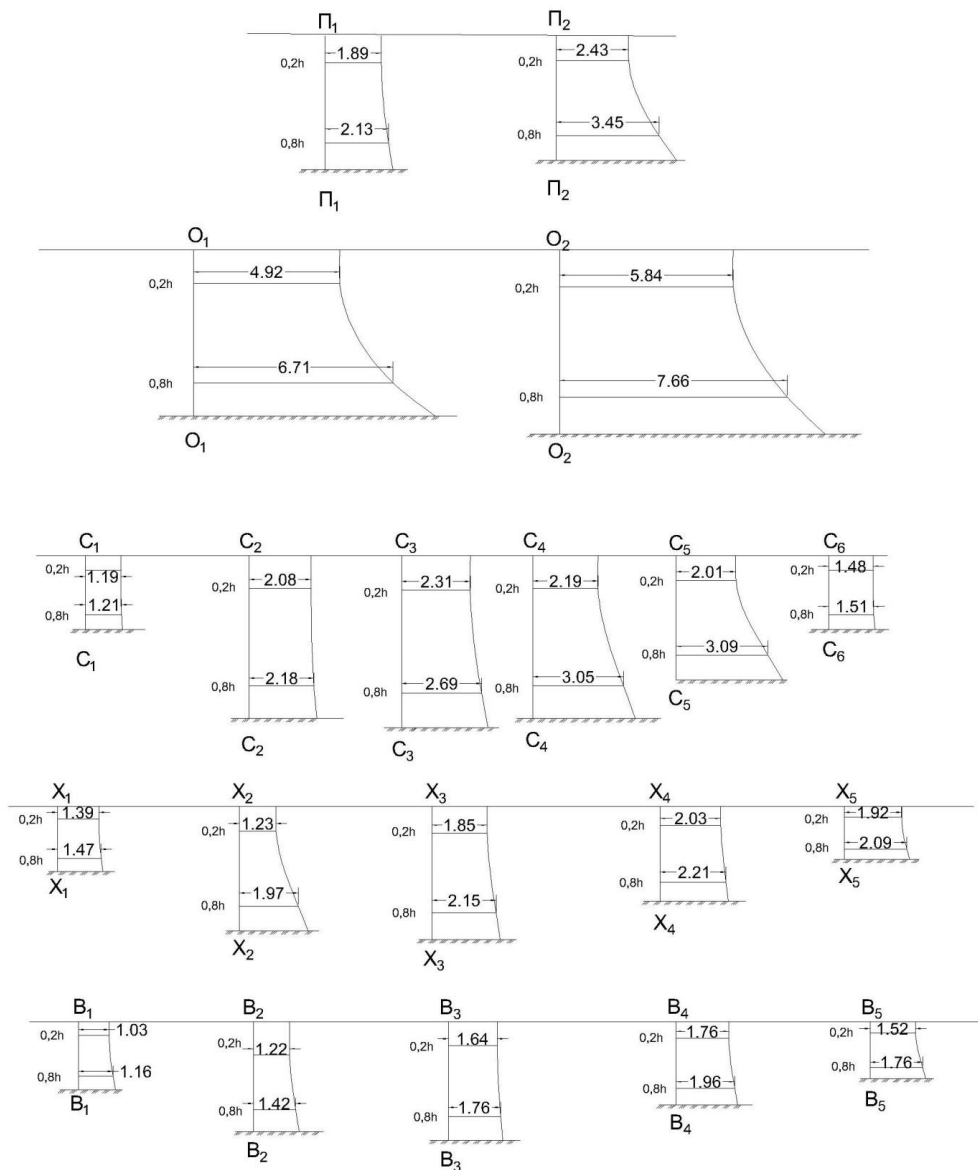 П1 П2
1.89 2.43
0,2h 0,2h
2.13 3.45
0,8h 0,8h
П1 П2
O1 O2
4.92 5.84
0,2h 0,2h
6.71 7.66
0,8h 0,8h
O1 O2
C1 C2 C3 C4 C5 C6
0,2h 1.19 0,2h 2.08 0,2h 2.31 0,2h 2.19 0,2h 2.01 0,2h 1.48
0,8h 1.21 0,8h 2.18 0,8h 2.69 0,8h 3.05 0,8h 3.09 0,8h 1.51
C1 C2 C3 C4 C5 C6
X1 X2 X3 X4 X5
0,2h 1.39 0,2h 1.23 0,2h 1.85 0,2h 2.03 0,2h 1.92
0,8h 1.47 0,8h 1.97 0,8h 2.15 0,8h 2.21 0,8h 2.09
X1 X2 X3 X4 X5
B1 B2 B3 B4 B5
0,2h 1.03 0,2h 1.22 0,2h 1.64 0,2h 1.76 0,2h 1.52
0,8h 1.16 0,8h 1.42 0,8h 1.76 0,8h 1.96 0,8h 1.76
B1 B2 B3 B4 B5